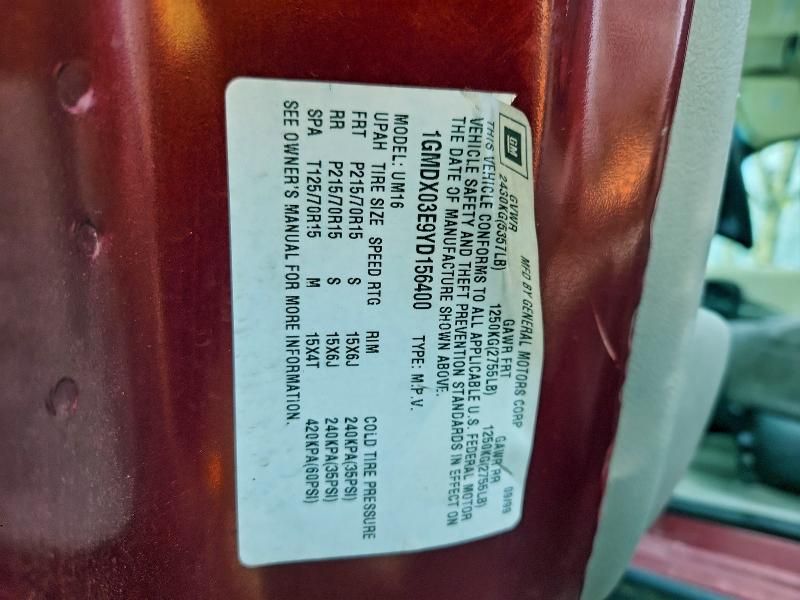 GM
MFD BY GENERAL MOTORS CORP 09/99
GVWR GAWR FRT GAWR RR
2430KG(5357LB) 1250KG(2755LB) 1250KG(2755LB)
THIS VEHICLE CONFORMS TO ALL APPLICABLE U.S. FEDERAL MOTOR
VEHICLE SAFETY AND THEFT PREVENTION STANDARDS IN EFFECT ON
THE DATE OF MANUFACTURE SHOWN ABOVE.
1GMDX03E9YD156400 TYPE: M.P.V.
MODEL: UM16
UPAH TIRE SIZE SPEED RTG RIM COLD TIRE PRESSURE
FRT P215/70R15 S 15X6J 240KPA(35PSI)
RR P215/70R15 S 15X6J 240KPA(35PSI)
SPA T125/70R15 M 15X4T 420KPA(60PSI)
SEE OWNER'S MANUAL FOR MORE INFORMATION.